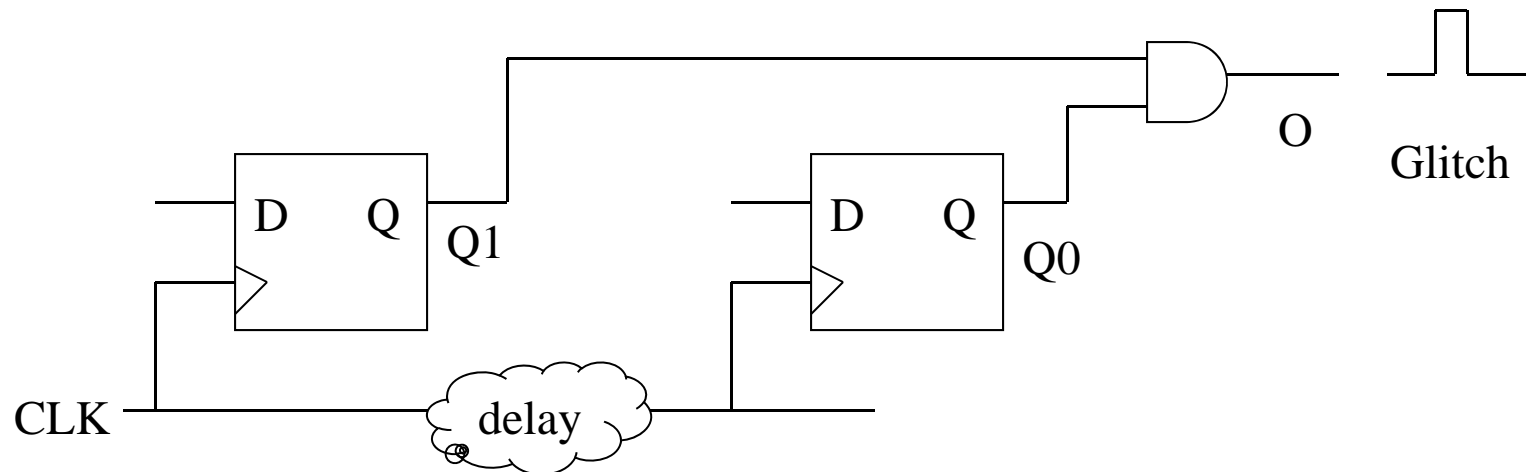 O
Glitch
D Q
Q1
D Q
Q0
CLK
delay